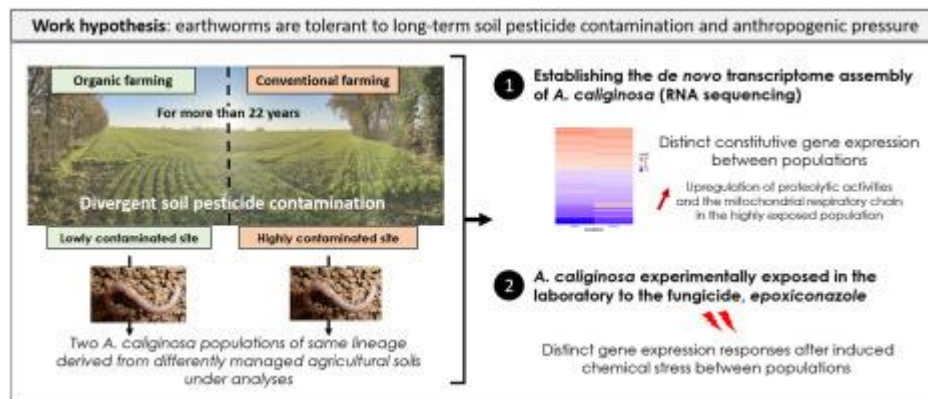 Work hypothesis: earthworms are tolerant to long-term soil pesticide contamination and anthropogenic pressure
Organic farming
Conventional farming
For more than 22 years
Divergent soil pesticide contamination
Lowly contaminated site
Highly contaminated site
Two A. caliginosa populations of same lineage
derived from differently managed agricultural soils
under analyses
1
Establishing the de novo transcriptome assembly
of A. caliginosa (RNA sequencing)
Distinct constitutive gene expression
between populations
Upregulation of proteolytic activities
and the mitochondrial respiratory chain
in the highly exposed population
2
A. caliginosa experimentally exposed in the
laboratory to the fungicide, epoxiconazole
Distinct gene expression responses after induced
chemical stress between populations